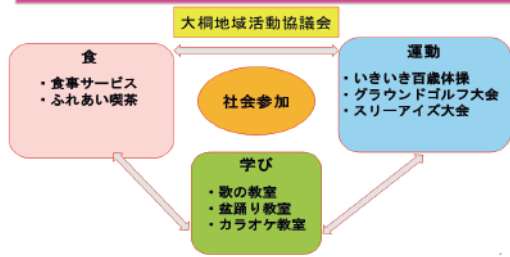 大桐地域活動協議会
食
・食事サービス
・ふれあい喫茶
運動
・いきいき百歳体操
・グラウンドゴルフ大会
・スリーアイズ大会
社会参加
学び
・歌の教室
・盆踊り教室
・カラオケ教室